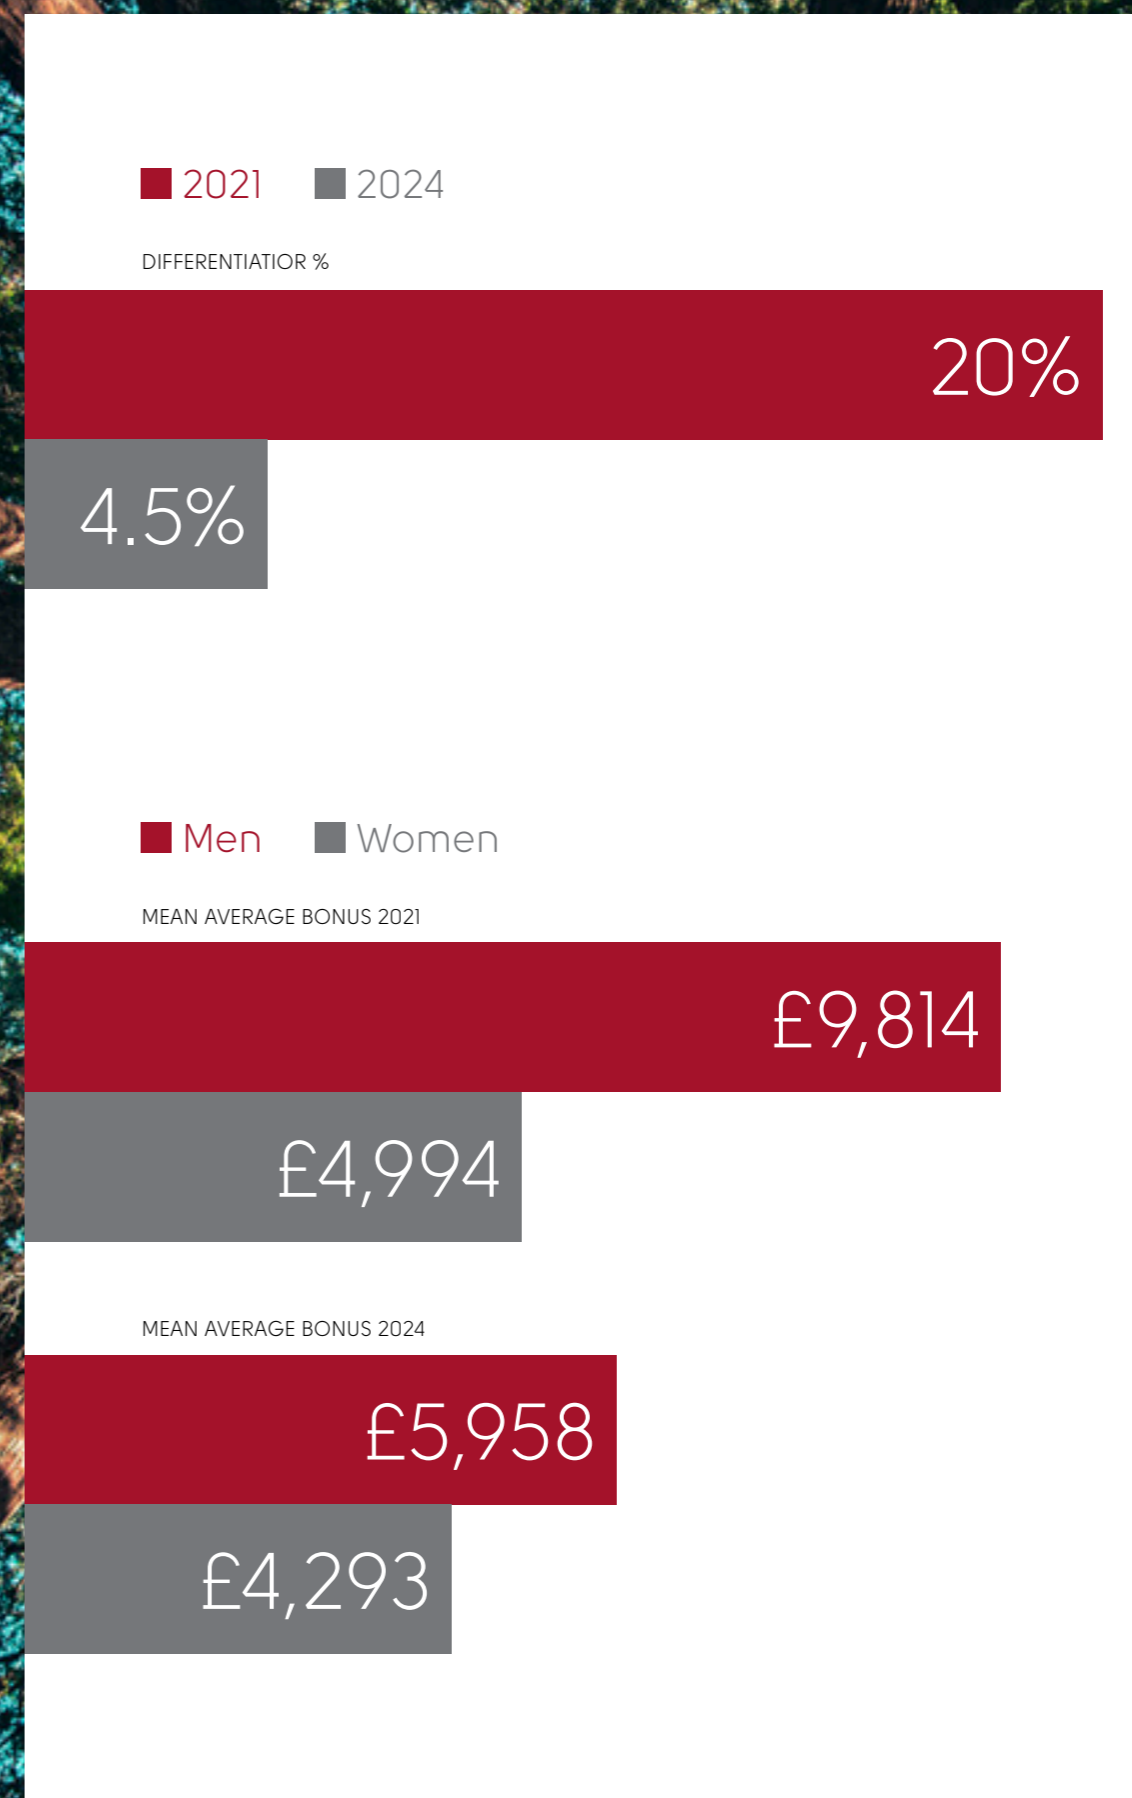 2021 2024
DIFFERENTIATIOR %
20%
4.5%
Men Women
MEAN AVERAGE BONUS 2021
£9,814
£4,994
MEAN AVERAGE BONUS 2024
£5,958
£4,293